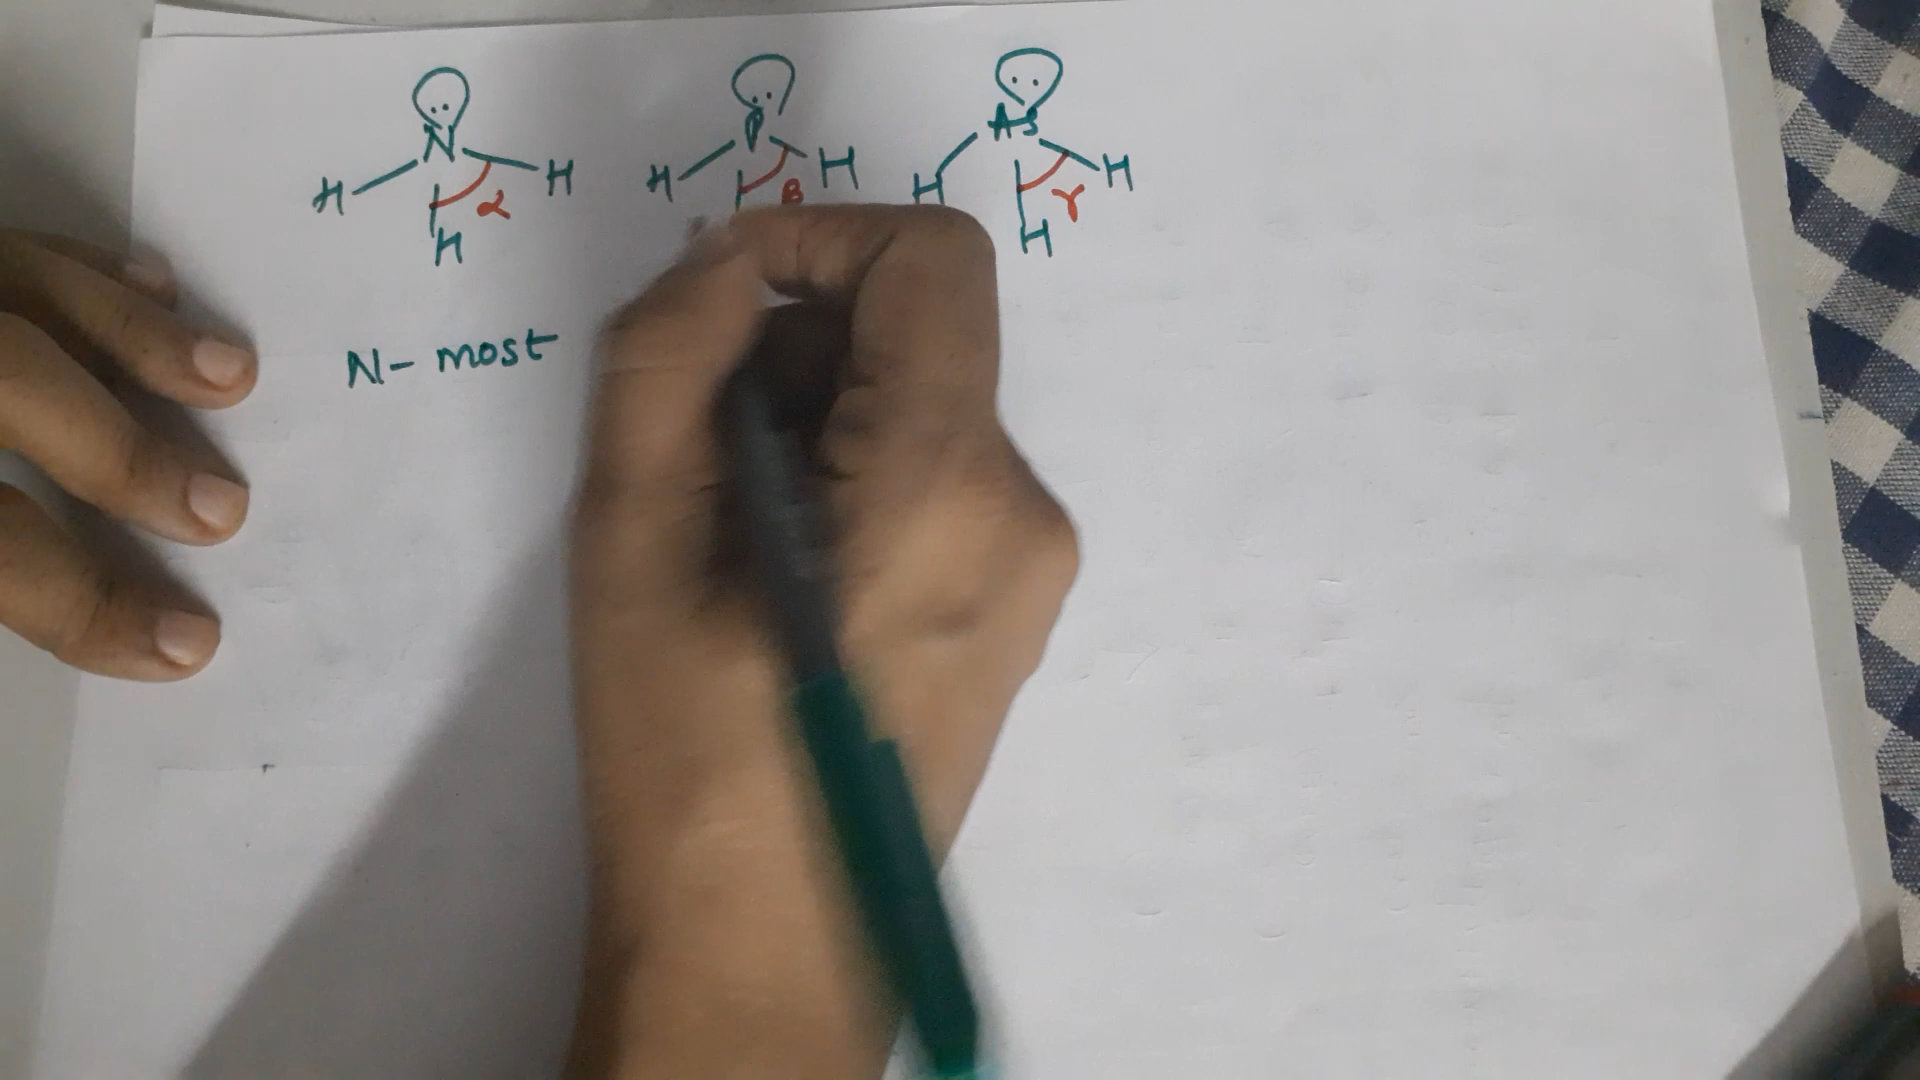 N P As
H H H H H H
α β γ
H H
N- most